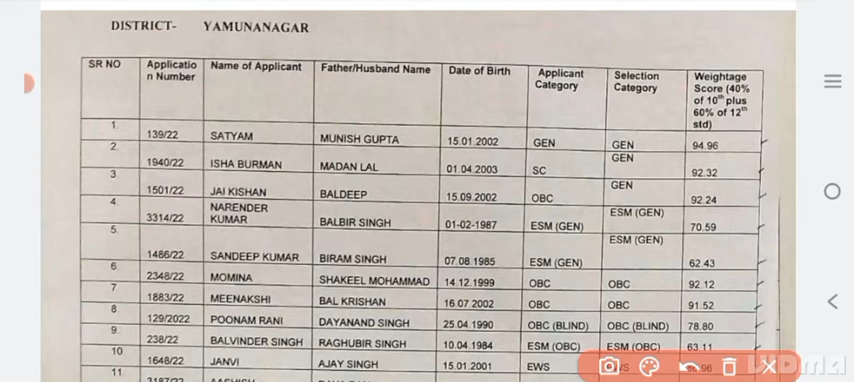 DISTRICT- YAMUNANAGAR
SR NO Applicatio n Number Name of Applicant Father/Husband Name Date of Birth Applicant Category Selection Category Weightage Score (40% of 10th plus 60% of 12th std)
1. 139/22 SATYAM MUNISH GUPTA 15.01.2002 GEN GEN 94.96
2. 1940/22 ISHA BURMAN MADAN LAL 01.04.2003 SC GEN 92.32
3. 1501/22 JAI KISHAN BALDEEP 15.09.2002 OBC GEN 92.24
4. 3314/22 NARENDER KUMAR BALBIR SINGH 01-02-1987 ESM (GEN) ESM (GEN) 70.59
5. 1486/22 SANDEEP KUMAR BIRAM SINGH 07.08.1985 ESM (GEN) ESM (GEN) 62.43
6. 2348/22 MOMINA SHAKEEL MOHAMMAD 14.12.1999 OBC OBC 92.12
7 1883/22 MEENAKSHI BAL KRISHAN 16.07.2002 OBC OBC 91.52
8 129/2022 POONAM RANI DAYANAND SINGH 25.04.1990 OBC (BLIND) OBC (BLIND) 78.80
9 238/22 BALVINDER SINGH RAGHUBIR SINGH 10.04.1984 ESM (OBC) ESM (OBC) 63.11
10 1648/22 JANVI AJAY SINGH 15.01.2001 EWS
11